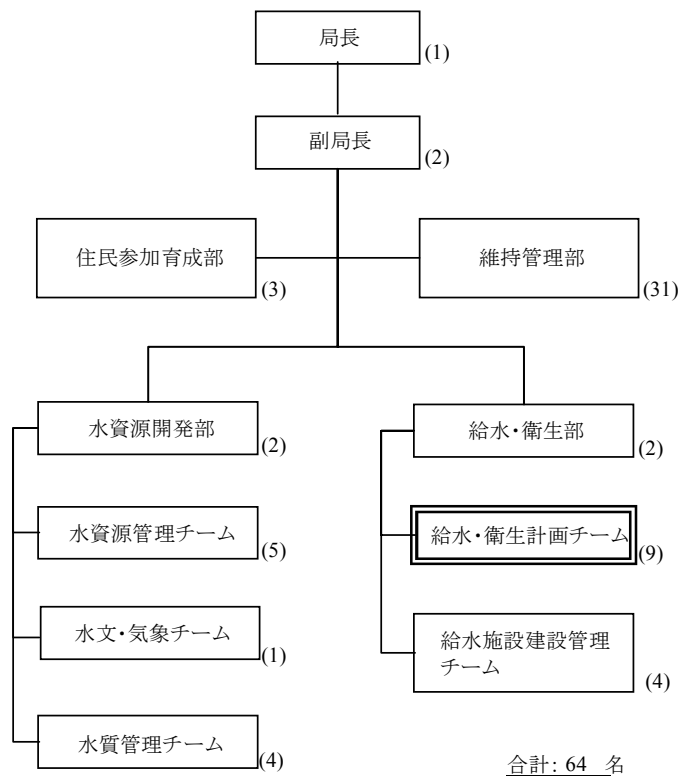 局長
(1)
副局長
(2)
住民参加育成部
(3)
維持管理部
(31)
水資源開発部
(2)
給水・衛生部
(2)
水資源管理チーム
(5)
給水・衛生計画チーム
(9)
水文・気象チーム
(1)
給水施設建設管理
チーム
(4)
水質管理チーム
(4)
合計: 64 名